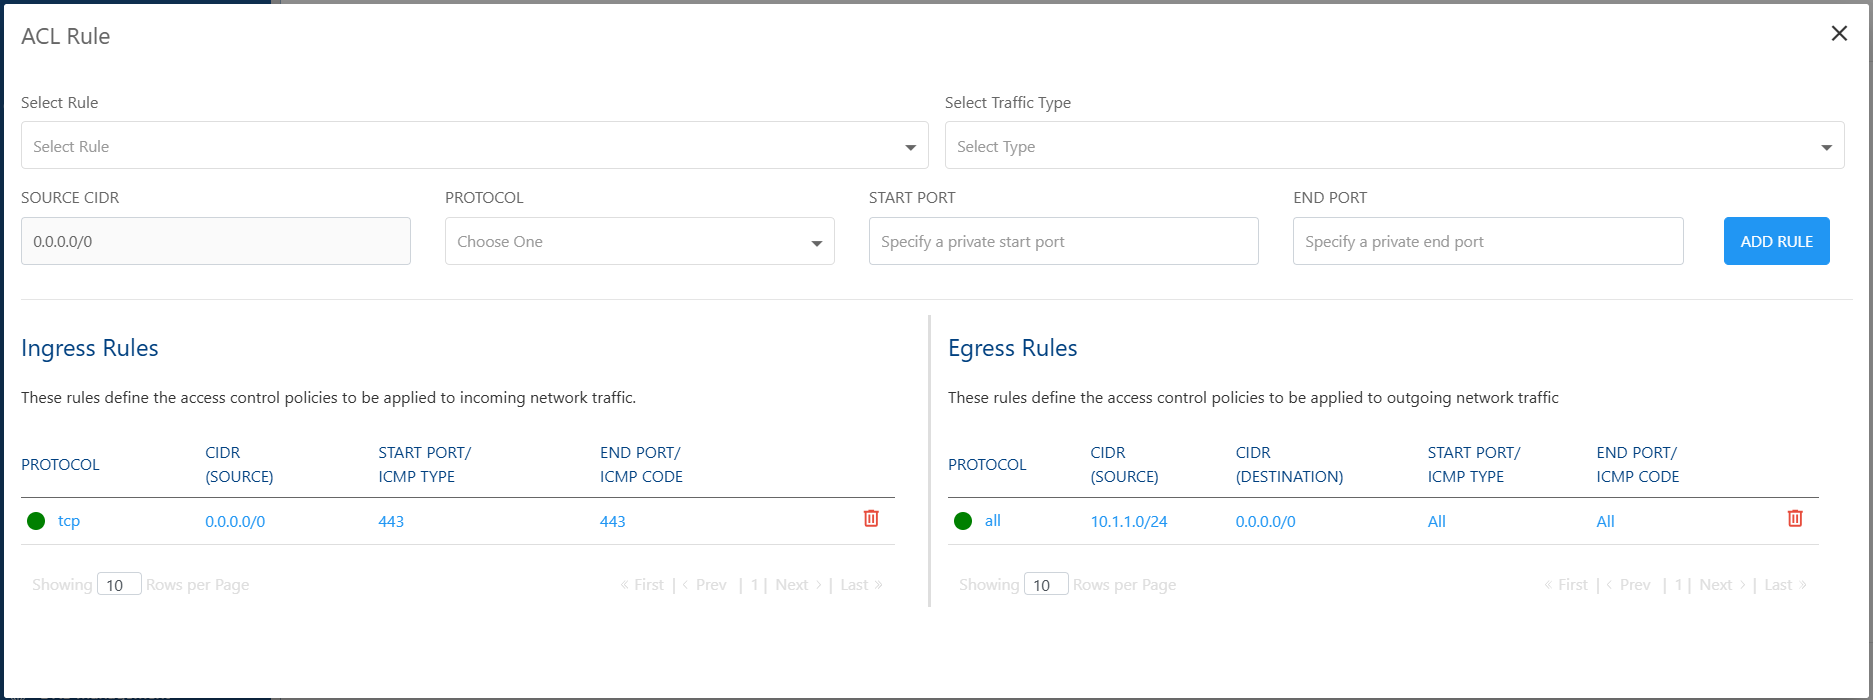 ACL Rule
Select Rule
Select Traffic Type
Select Rule
Select Type
SOURCE CIDR
PROTOCOL
START PORT
END PORT
0.0.0.0/0
Choose One
Specify a private start port
Specify a private end port
ADD RULE
Ingress Rules
These rules define the access control policies to be applied to incoming network traffic.
PROTOCOL
CIDR
(SOURCE)
START PORT/
ICMP TYPE
END PORT/
ICMP CODE
tcp 0.0.0.0/0 443 443
Showing 10 Rows per Page
« First | ‹ Prev | 1 | Next › | Last »
Egress Rules
These rules define the access control policies to be applied to outgoing network traffic
PROTOCOL
CIDR
(SOURCE)
CIDR
(DESTINATION)
START PORT/
ICMP TYPE
END PORT/
ICMP CODE
all 10.1.1.0/24 0.0.0.0/0 All All
Showing 10 Rows per Page
« First | ‹ Prev | 1 | Next › | Last »